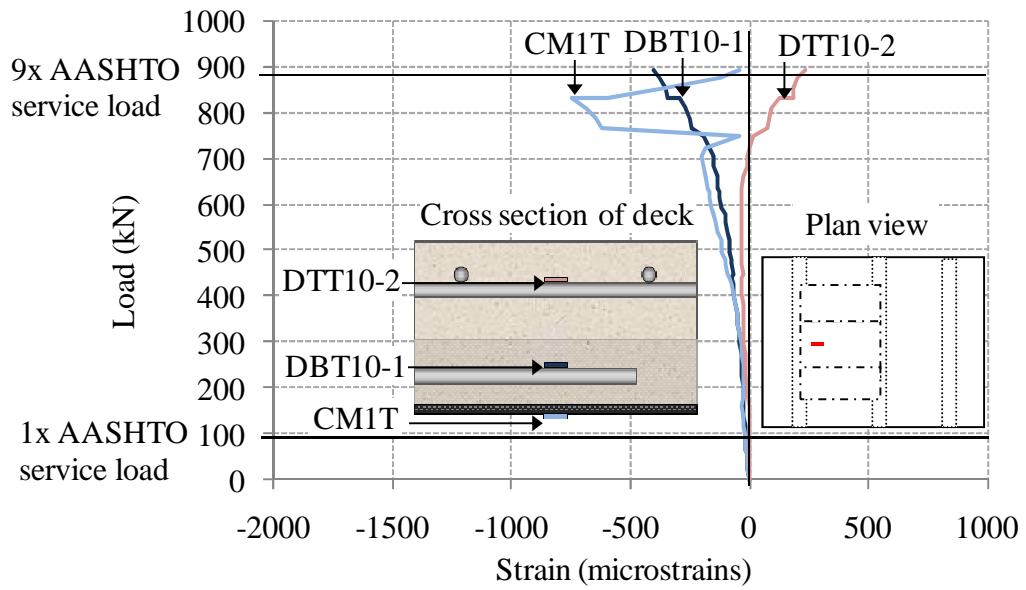 1000
900
800
700
600
500
400
300
200
100
0
Load (kN)
9x AASHTO
service load
1x AASHTO
service load
CM1T
DBT10-1
DTT10-2
Cross section of deck
DTT10-2
DBT10-1
CM1T
Plan view
-2000 -1500 -1000 -500 0 500 1000
Strain (microstrains)